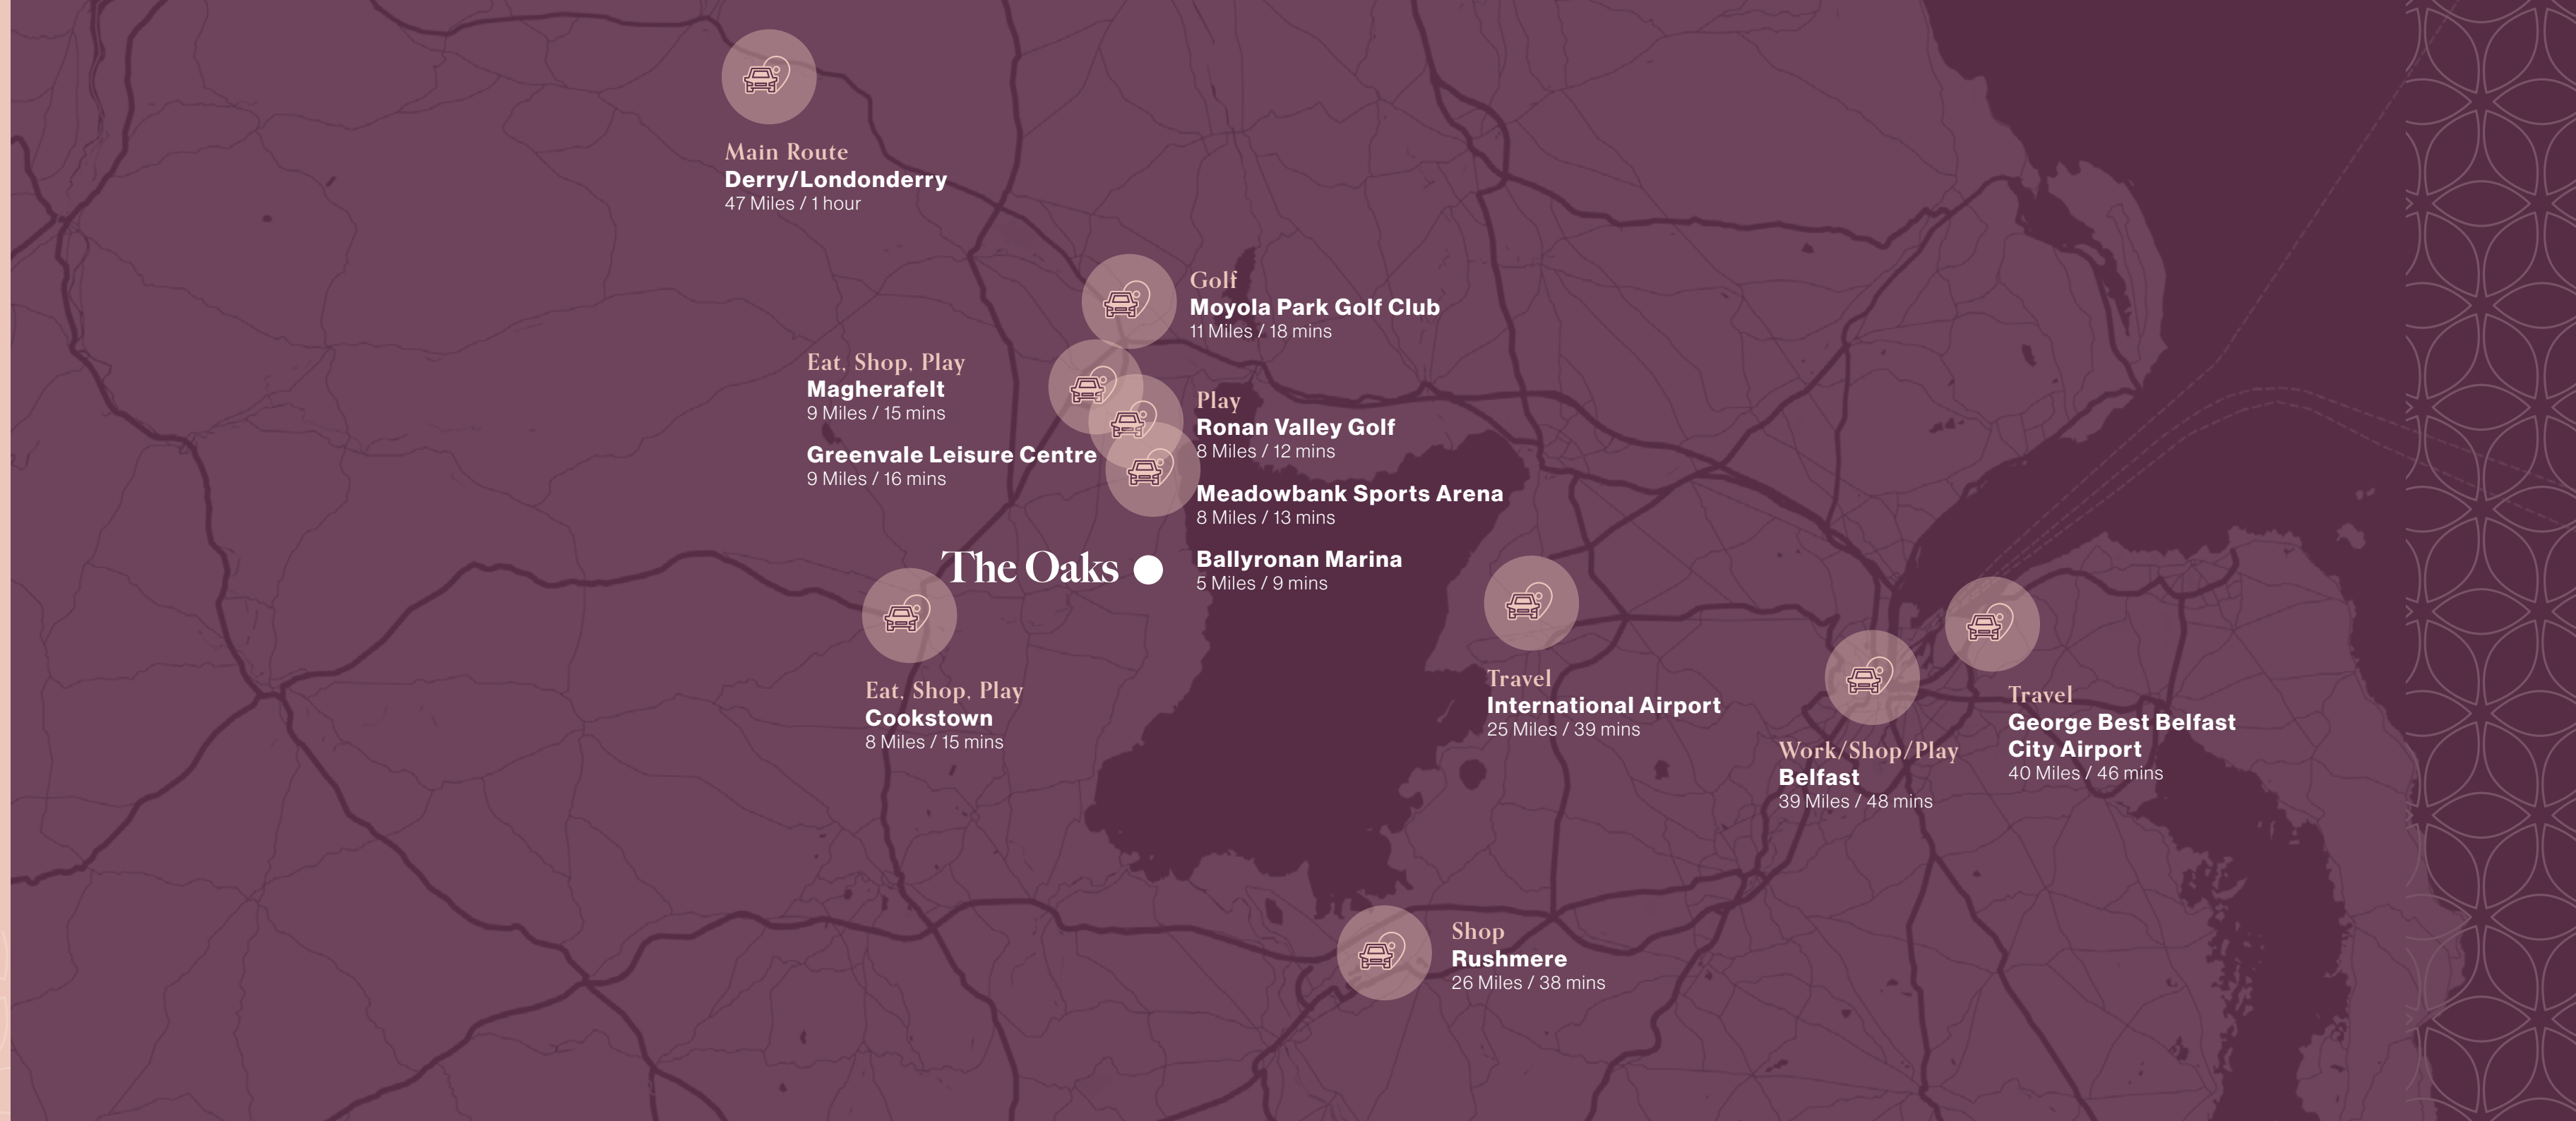 Main Route
Derry/Londonderry
47 Miles / 1 hour
Golf
Moyola Park Golf Club
11 Miles / 18 mins
Eat, Shop, Play
Magherafelt
9 Miles / 15 mins
Greenvale Leisure Centre
9 Miles / 16 mins
Play
Ronan Valley Golf
8 Miles / 12 mins
Meadowbank Sports Arena
8 Miles / 13 mins
Ballyronan Marina
5 Miles / 9 mins
The Oaks
Eat, Shop, Play
Cookstown
8 Miles / 15 mins
Travel
International Airport
25 Miles / 39 mins
Work/Shop/Play
Belfast
39 Miles / 48 mins
Travel
George Best Belfast
City Airport
40 Miles / 46 mins
Shop
Rushmere
26 Miles / 38 mins